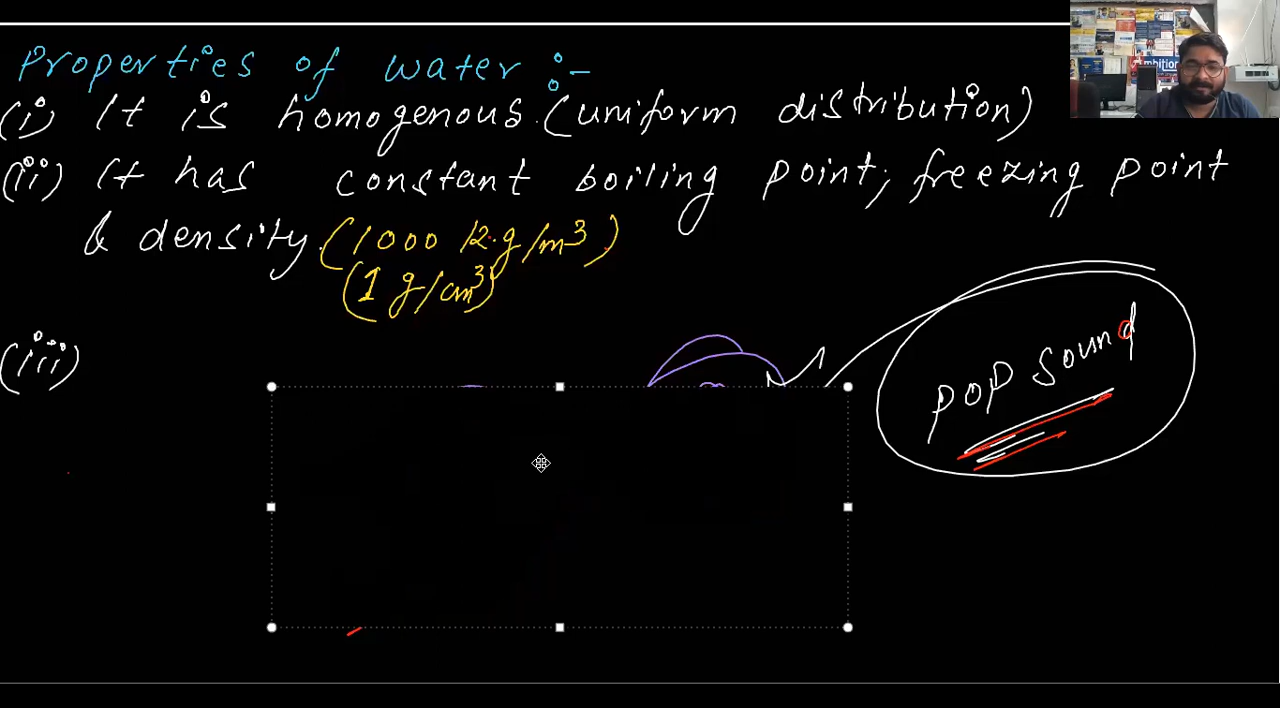 Properties of water :-
(i) It is homogenous. (uniform distribution)
(ii) It has constant boiling point, freezing point
& density. (1000 kg/m³)
(1 g/cm³)
(iii)
pop sound